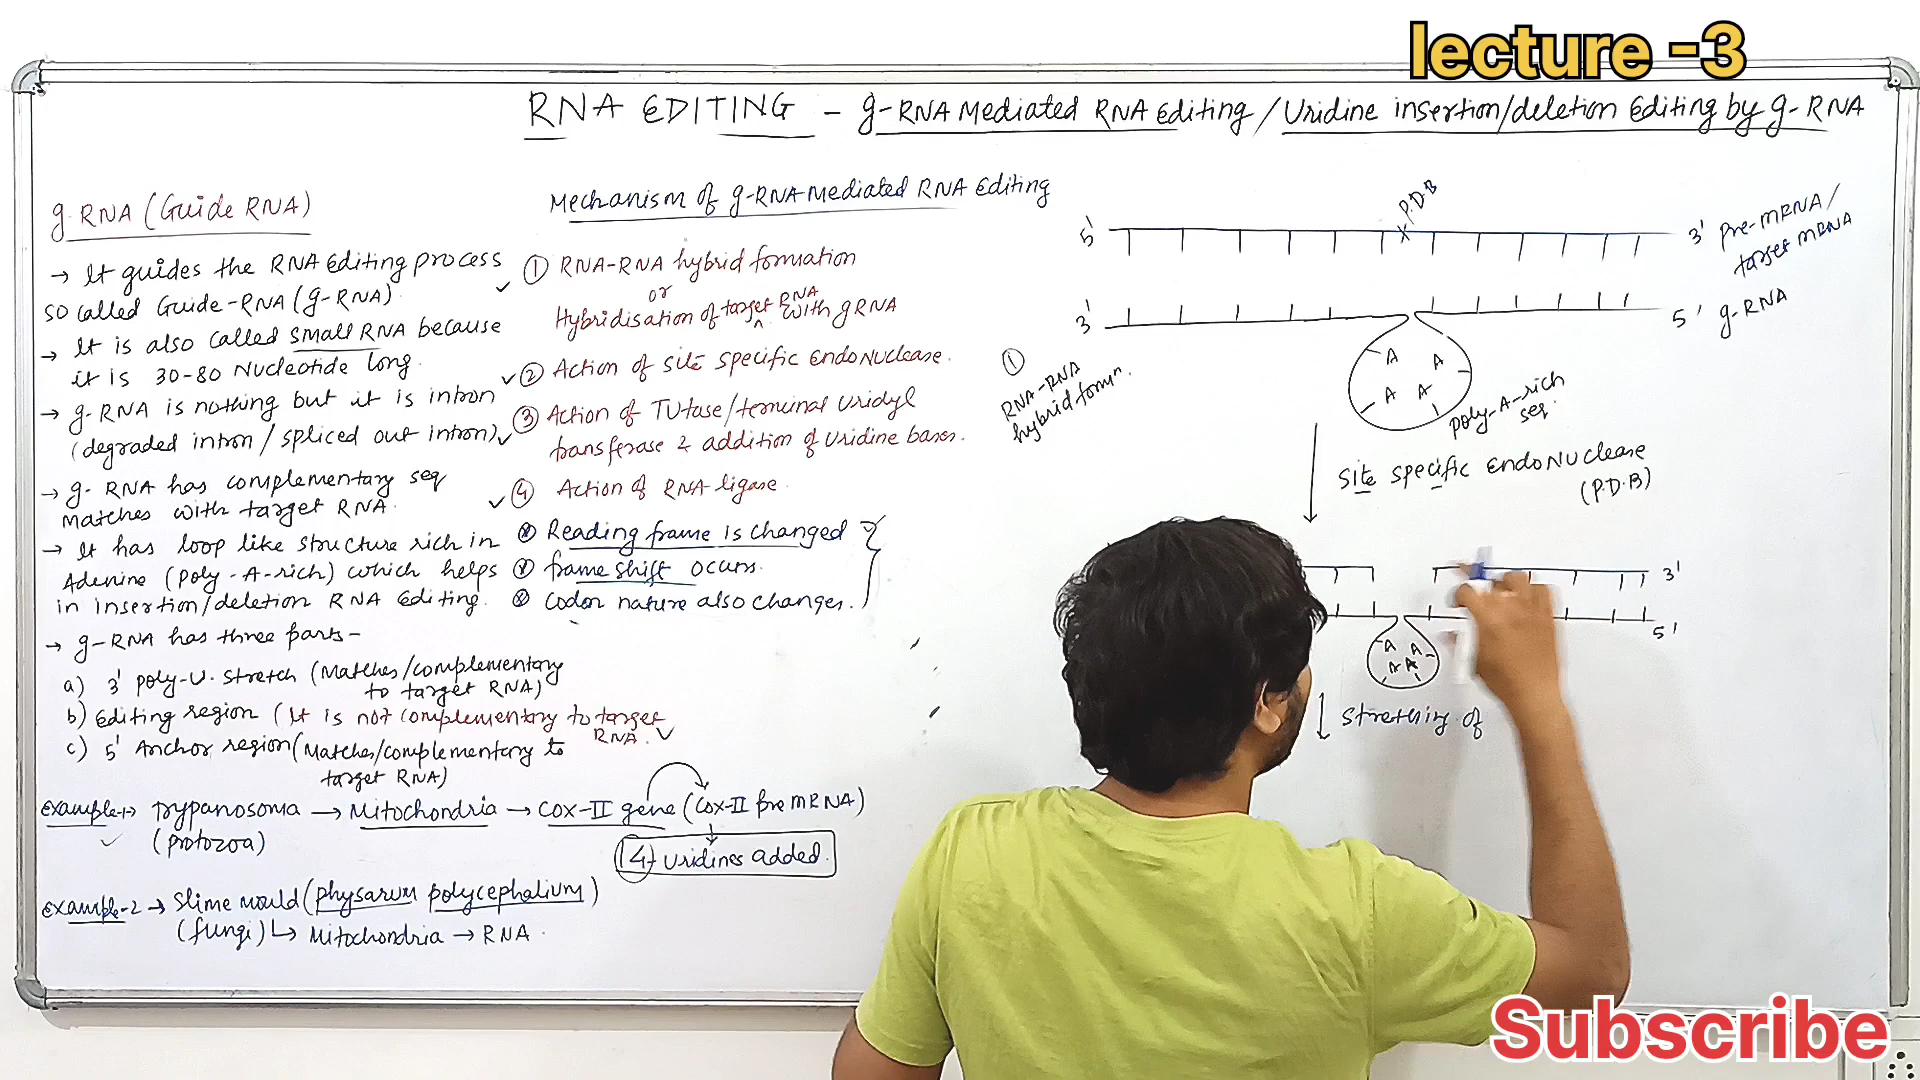 lecture -3
RNA EDITING - g-RNA Mediated RNA Editing / Uridine insertion/deletion Editing by g-RNA
g.RNA (Guide RNA)
→ It guides the RNA Editing process
so called Guide-RNA (g-RNA)
→ It is also called small RNA because
it is 30-80 Nucleotide long.
→ g-RNA is nothing but it is intron
(degraded intron / spliced out intron)
→ g-RNA has complementary seq
matches with target RNA.
→ It has loop like structure rich in
Adenine (Poly-A-rich) which helps
in insertion/deletion RNA Editing.
→ g-RNA has three parts-
a) 3' poly-U. stretch (Matches/complementary
to target RNA)
b) Editing region (It is not complementary to target
RNA.
c) 5' Anchor region (Matches/complementary to
target RNA)
Example-1→ Trypanosoma → Mitochondria → COX-II gene (COX-II Pre mRNA)
(protozoa)
(4) Uridines added.
Example-2 → Slime mould (physarum polycephalium)
(fungi) ↳ Mitochondria → RNA.
Mechanism of g-RNA mediated RNA Editing
① RNA-RNA hybrid formation
or
Hybridisation of target RNA with gRNA
② Action of site specific Endonuclease.
③ Action of TUtase/terminal Uridyl
transferase & addition of Uridine bases.
④ Action of RNA ligase.
Reading frame is changed
frame shift occurs.
Codon nature also changes.
P.D.B
5' 3' Pre-mRNA/
target mRNA
3' 5' g-RNA
A A
A A
Poly-A-rich
seq.
①
RNA-RNA
hybrid formⁿ.
Site specific Endonuclease
(P.D.B)
3'
5'
A A
A A
Stretching of
Subscribe